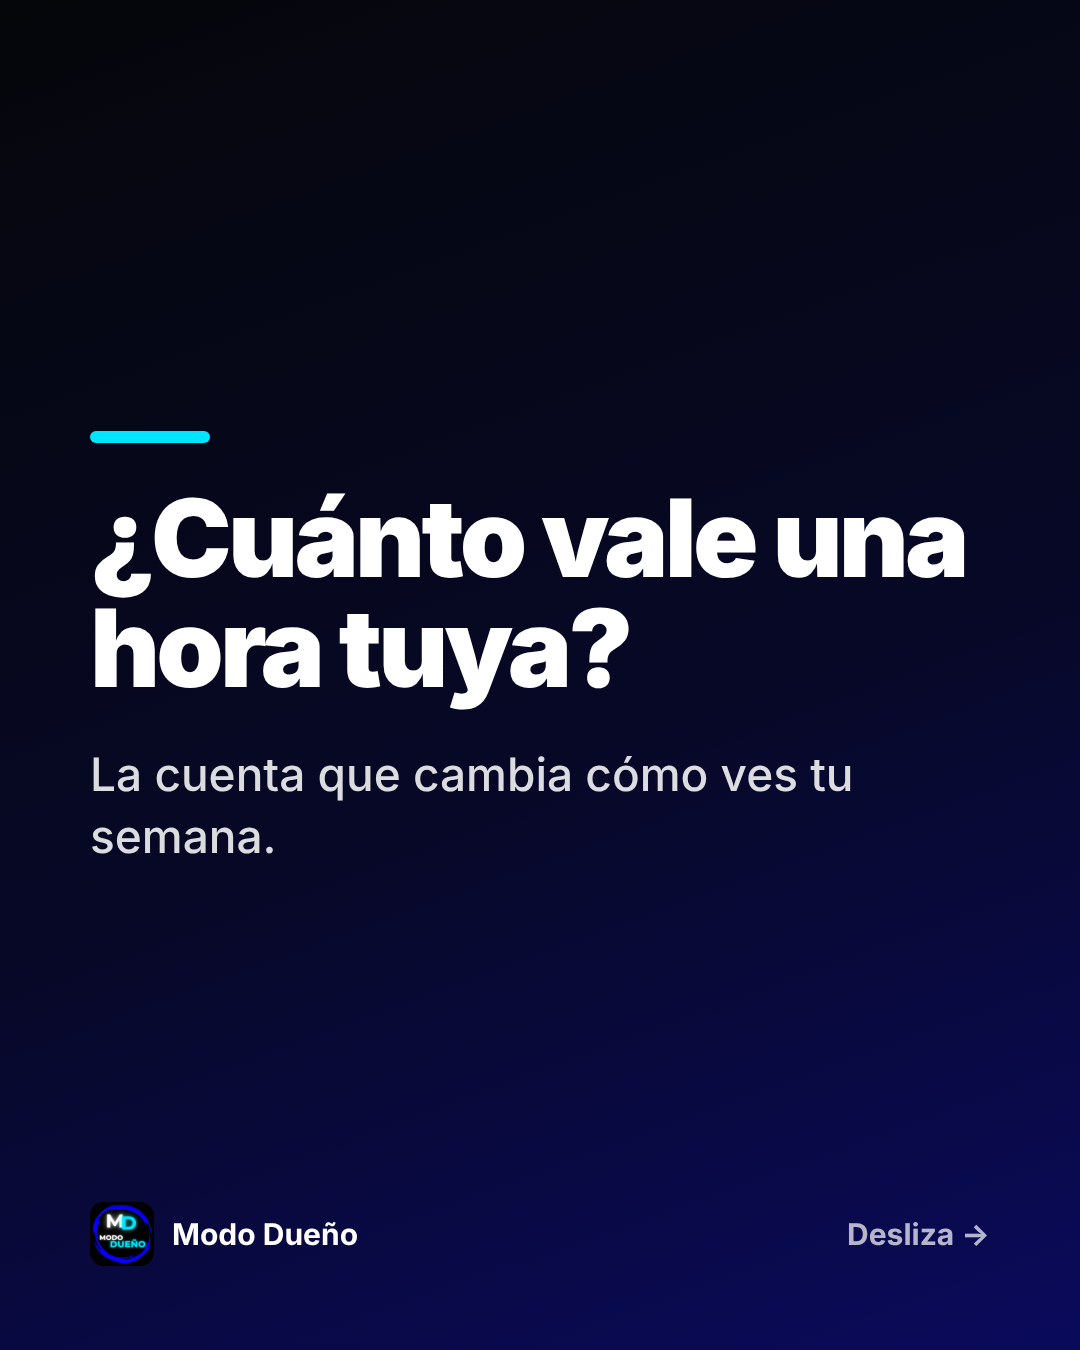 ¿Cuánto vale una
hora tuya?
La cuenta que cambia cómo ves tu
semana.
MD
MODO
DUEÑO
Modo Dueño
Desliza →